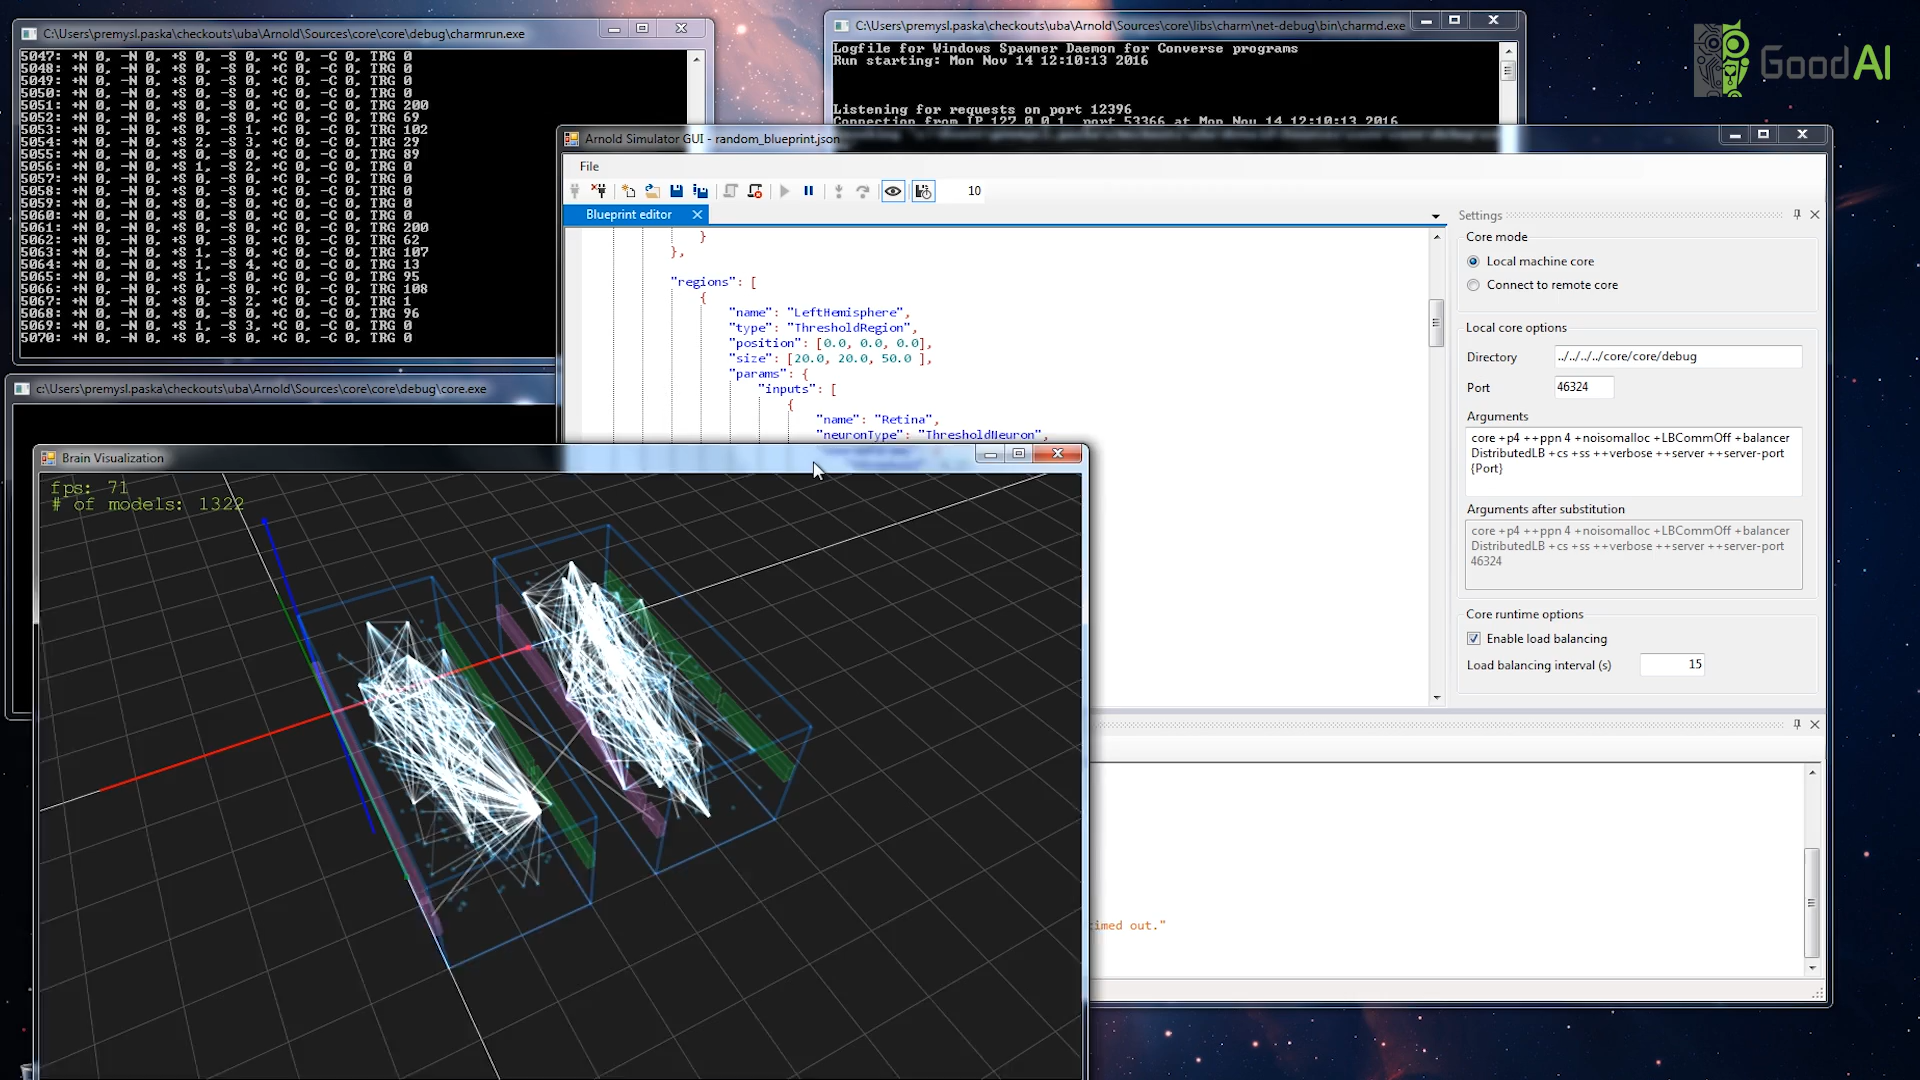 C:\Users\premysl.paska\checkouts\uba\Arnold\Sources\core\core\debug\charmrun.exe
5047: +N 0, -N 0, +S 0, -S 0, +C 0, -C 0, TRG 0
5048: +N 0, -N 0, +S 0, -S 0, +C 0, -C 0, TRG 0
5049: +N 0, -N 0, +S 0, -S 0, +C 0, -C 0, TRG 0
5050: +N 0, -N 0, +S 0, -S 0, +C 0, -C 0, TRG 0
5051: +N 0, -N 0, +S 0, -S 0, +C 0, -C 0, TRG 200
5052: +N 0, -N 0, +S 0, -S 0, +C 0, -C 0, TRG 69
5053: +N 0, -N 0, +S 0, -S 1, +C 0, -C 0, TRG 102
5054: +N 0, -N 0, +S 2, -S 3, +C 0, -C 0, TRG 29
5055: +N 0, -N 0, +S 0, -S 0, +C 0, -C 0, TRG 89
5056: +N 0, -N 0, +S 1, -S 2, +C 0, -C 0, TRG 0
5057: +N 0, -N 0, +S 0, -S 0, +C 0, -C 0, TRG 0
5058: +N 0, -N 0, +S 0, -S 0, +C 0, -C 0, TRG 0
5059: +N 0, -N 0, +S 0, -S 0, +C 0, -C 0, TRG 0
5060: +N 0, -N 0, +S 0, -S 0, +C 0, -C 0, TRG 0
5061: +N 0, -N 0, +S 0, -S 0, +C 0, -C 0, TRG 200
5062: +N 0, -N 0, +S 0, -S 0, +C 0, -C 0, TRG 62
5063: +N 0, -N 0, +S 1, -S 0, +C 0, -C 0, TRG 107
5064: +N 0, -N 0, +S 1, -S 4, +C 0, -C 0, TRG 13
5065: +N 0, -N 0, +S 1, -S 0, +C 0, -C 0, TRG 95
5066: +N 0, -N 0, +S 0, -S 0, +C 0, -C 0, TRG 108
5067: +N 0, -N 0, +S 0, -S 2, +C 0, -C 0, TRG 1
5068: +N 0, -N 0, +S 0, -S 0, +C 0, -C 0, TRG 96
5069: +N 0, -N 0, +S 1, -S 3, +C 0, -C 0, TRG 0
5070: +N 0, -N 0, +S 0, -S 0, +C 0, -C 0, TRG 0
C:\Users\premysl.paska\checkouts\uba\Arnold\Sources\core\libs\charm\net-debug\bin\charmd.exe
Logfile for Windows Spawner Daemon for Converse programs
Run starting: Mon Nov 14 12:10:13 2016
Listening for requests on port 12396
Connection from IP 127.0.0.1, port 53366 at Mon Nov 14 12:10:13 2016
GoodAI
Arnold Simulator GUI - random_blueprint.json
File
10
Blueprint editor
}
},
"regions": [
{
"name": "LeftHemisphere",
"type": "ThresholdRegion",
"position": [0.0, 0.0, 0.0],
"size": [20.0, 20.0, 50.0 ],
"params": {
"inputs": [
{
"name": "Retina",
"neuronType": "ThresholdNeuron",
Settings
Core mode
Local machine core
Connect to remote core
Local core options
Directory ../../../../core/core/debug
Port 46324
Arguments
core +p4 ++ppn 4 +noisomalloc +LBCommOff +balancer
DistributedLB +cs +ss ++verbose ++server ++server-port
{Port}
Arguments after substitution
core +p4 ++ppn 4 +noisomalloc +LBCommOff +balancer
DistributedLB +cs +ss ++verbose ++server ++server-port
46324
Core runtime options
Enable load balancing
Load balancing interval (s) 15
c:\Users\premysl.paska\checkouts\uba\Arnold\Sources\core\core\debug\core.exe
Brain Visualization
fps: 71
# of models: 1322
out."